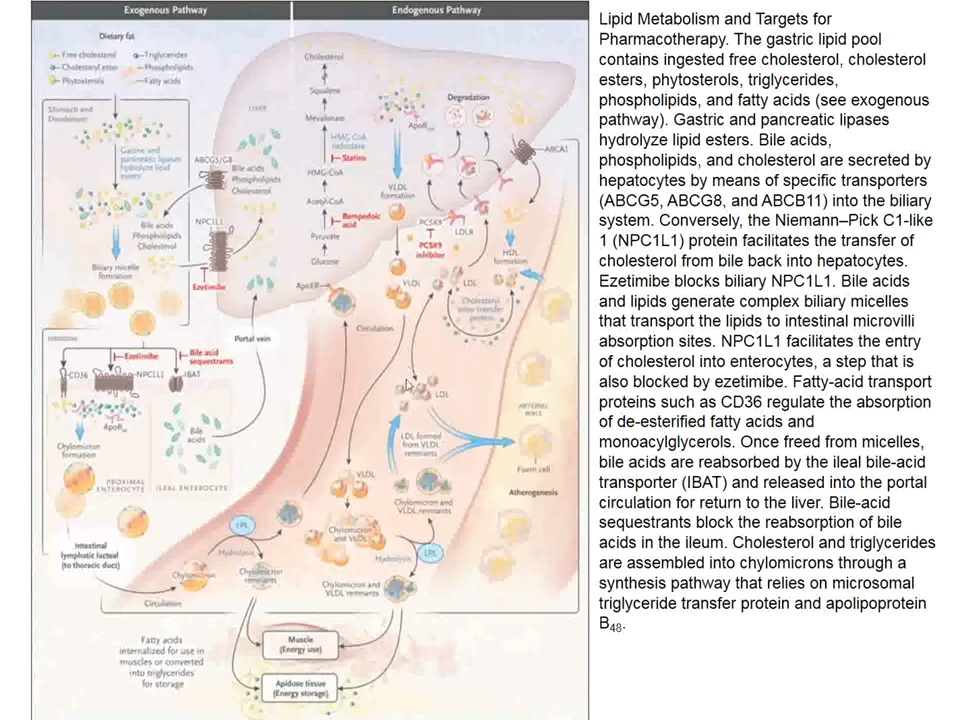 Exogenous Pathway
Endogenous Pathway
Dietary fat
Free cholesterol
Triglycerides
Cholesteryl ester
Phospholipids
Phytosterols
Fatty acids
Stomach and
Duodenum
Gastric and
pancreatic lipases
hydrolyze lipid
esters
Bile acids
Phospholipids
Cholesterol
Biliary micelle
formation
LIVER
ABCG5/G8
Bile acids
Phospholipids
Cholesterol
NPC1L1
Ezetimibe
Portal vein
Cholesterol
Squalene
Mevalonate
HMG-CoA
reductase
Statins
HMG-CoA
Acetyl-CoA
Bempedoic
acid
Pyruvate
Glucose
ApoER
Degradation
VLDL
formation
PCSK9
PCSK9
inhibitor
LDLR
ABCA1
HDL
formation
VLDL
LDL
Cholesteryl
ester transfer
protein
Circulation
Ezetimibe
Bile acid
sequestrants
CD36
NPC1L1
IBAT
Chylomicron
formation
Bile
acids
PROXIMAL
ENTEROCYTE
ILEAL ENTEROCYTE
Intestinal
lymphatic lacteal
(to thoracic duct)
LPL
Hydrolysis
Chylomicron
Chylomicron
remnants
Circulation
LDL
LDL formed
from VLDL
remnants
VLDL
Chylomicron and
VLDL remnants
Chylomicron
and VLDL
Hydrolysis
LPL
Chylomicron and
VLDL remnants
ARTERIAL
WALL
Foam cell
Atherogenesis
Fatty acids
internalized for use in
muscles or converted
into triglycerides
for storage
Muscle
(Energy use)
Apidose tissue
(Energy storage)
Lipid Metabolism and Targets for
Pharmacotherapy. The gastric lipid pool
contains ingested free cholesterol, cholesterol
esters, phytosterols, triglycerides,
phospholipids, and fatty acids (see exogenous
pathway). Gastric and pancreatic lipases
hydrolyze lipid esters. Bile acids,
phospholipids, and cholesterol are secreted by
hepatocytes by means of specific transporters
(ABCG5, ABCG8, and ABCB11) into the biliary
system. Conversely, the Niemann–Pick C1-like
1 (NPC1L1) protein facilitates the transfer of
cholesterol from bile back into hepatocytes.
Ezetimibe blocks biliary NPC1L1. Bile acids
and lipids generate complex biliary micelles
that transport the lipids to intestinal microvilli
absorption sites. NPC1L1 facilitates the entry
of cholesterol into enterocytes, a step that is
also blocked by ezetimibe. Fatty-acid transport
proteins such as CD36 regulate the absorption
of de-esterified fatty acids and
monoacylglycerols. Once freed from micelles,
bile acids are reabsorbed by the ileal bile-acid
transporter (IBAT) and released into the portal
circulation for return to the liver. Bile-acid
sequestrants block the reabsorption of bile
acids in the ileum. Cholesterol and triglycerides
are assembled into chylomicrons through a
synthesis pathway that relies on microsomal
triglyceride transfer protein and apolipoprotein
B48.